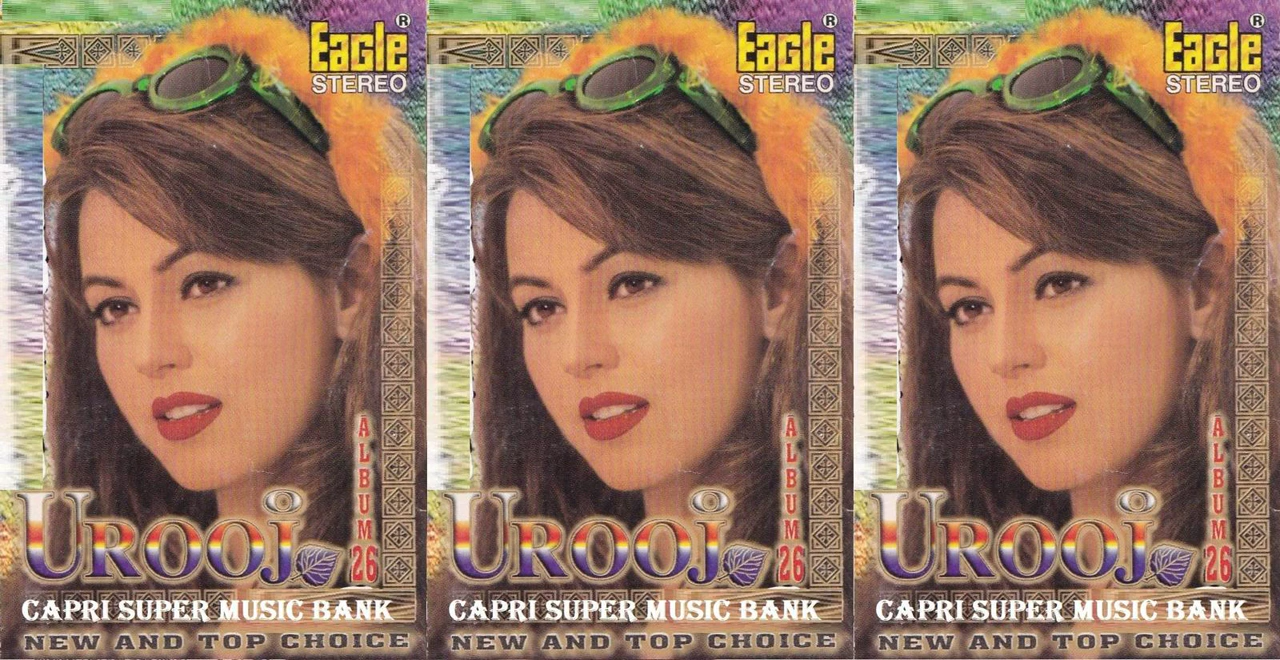 Eagle®
STEREO
ALBUM
26
UROOJ
CAPRI SUPER MUSIC BANK
NEW AND TOP CHOICE
Eagle®
STEREO
ALBUM
26
UROOJ
CAPRI SUPER MUSIC BANK
NEW AND TOP CHOICE
Eagle®
STEREO
ALBUM
26
UROOJ
CAPRI SUPER MUSIC BANK
NEW AND TOP CHOICE